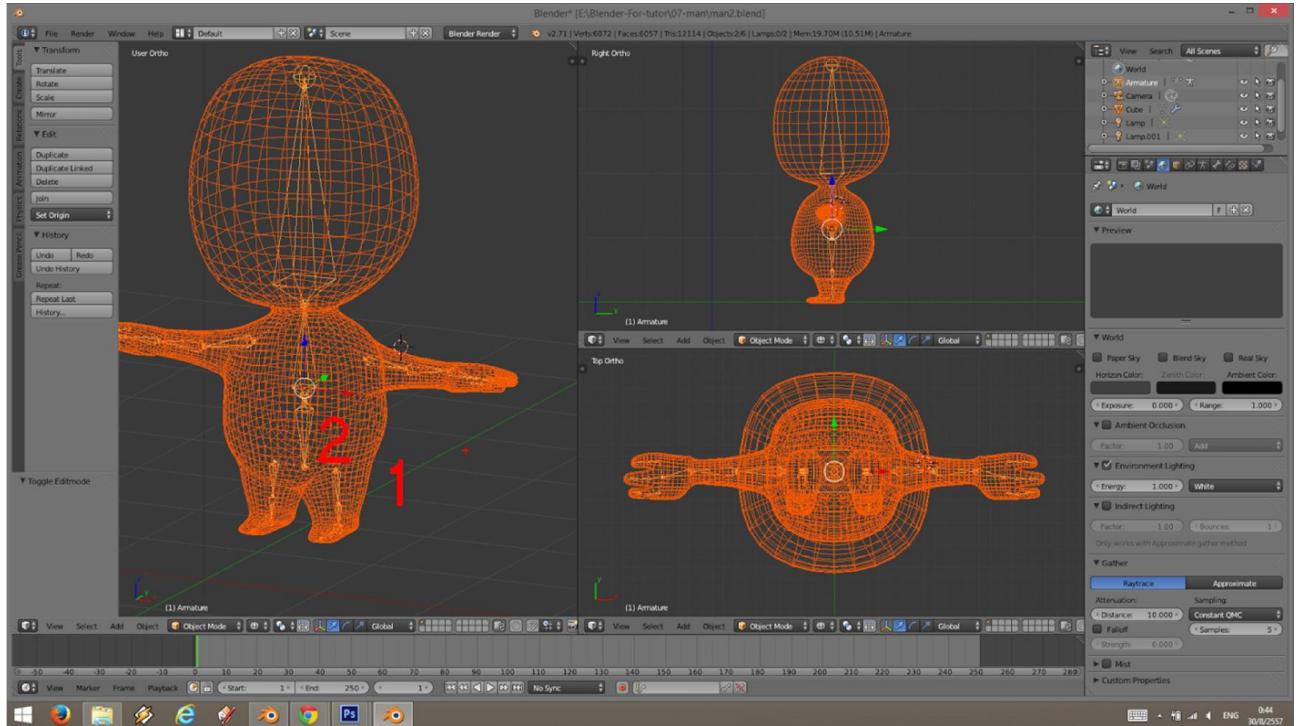 Blender* [E:\Blender-For-tutor\07-man\man2.blend]
File Render Window Help Default Scene Blender Render v2.71 | Verts:6072 | Faces:6057 | Tris:12114 | Objects:2/6 | Lamps:0/2 | Mem:19.70M (10.51M) | Armature
Tools
Create
Relations
Animation
Physics
Grease Pencil
Transform
Translate
Rotate
Scale
Mirror
Edit
Duplicate
Duplicate Linked
Delete
Join
Set Origin
History
Undo Redo
Undo History
Repeat:
Repeat Last
History...
Toggle Editmode
User Ortho
2
1
(1) Armature
View Select Add Object Object Mode Global
Right Ortho
(1) Armature
View Select Add Object Object Mode Global
Top Ortho
(1) Armature
View Select Add Object Object Mode Global
View Search All Scenes
World
Armature
Camera
Cube
Lamp
Lamp.001
World
World F
Preview
World
Paper Sky Blend Sky Real Sky
Horizon Color: Zenith Color: Ambient Color:
Exposure: 0.000 Range: 1.000
Ambient Occlusion
Factor: 1.00 Add
Environment Lighting
Energy: 1.000 White
Indirect Lighting
Factor: 1.00 Bounces: 1
Only works with Approximate gather method
Gather
Raytrace Approximate
Attenuation: Sampling:
Distance: 10.000 Constant QMC
Falloff Samples: 5
Strength: 0.000
Mist
Custom Properties
-50 -40 -30 -20 -10 0 10 20 30 40 50 60 70 80 90 100 110 120 130 140 150 160 170 180 190 200 210 220 230 240 250 260 270 280
View Marker Frame Playback Start: 1 End: 250 1 No Sync
Ps
ENG
0:44
30/8/2557